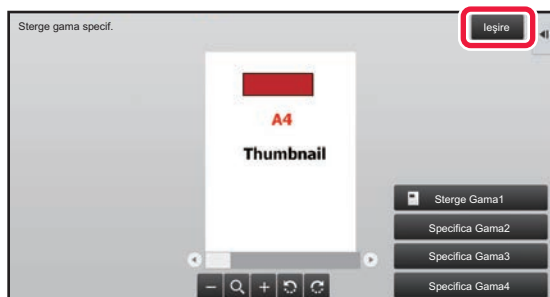 Sterge gama specif.
Ieşire
A4
Thumbnail
Sterge Gama1
Specifica Gama2
Specifica Gama3
Specifica Gama4